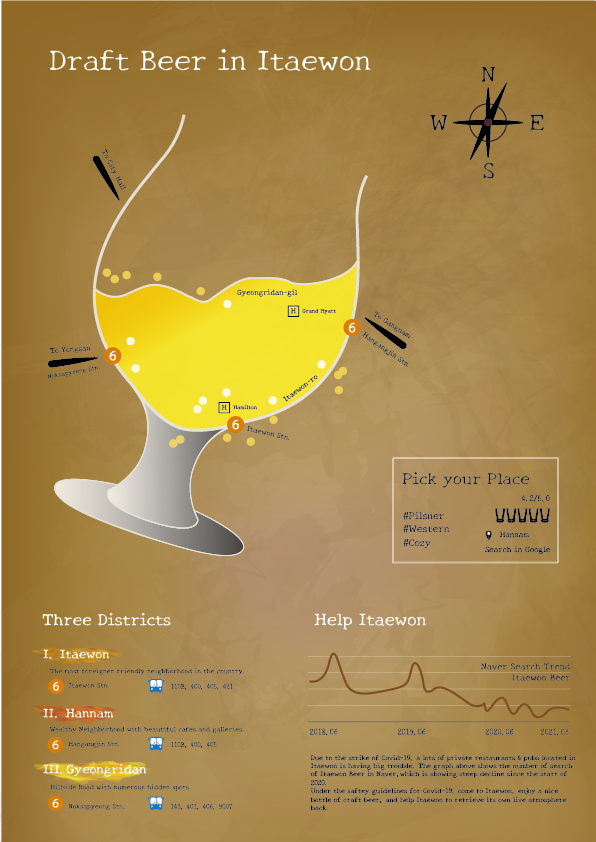 Draft Beer in Itaewon
N
W
E
S
To City Hall
Gyeongridan-gil
H Grand Hyatt
6
To Gangnam
Hangangjin Stn.
To Yongsan
6
Noksapyeong Stn.
Itaewon-ro
H Hamilton
6
Itaewon Stn.
Pick your Place
4.2/5.0
#Pilsner
#Western
#Cozy
Hannam
Search in Google
Three Districts
I. Itaewon
The most foreigner friendly neighborhood in the country.
6 Itaewon Stn.
110B, 400, 405, 421
II. Hannam
Wealthy Neighborhood with beautiful cafes and galleries.
6 Hangangjin Stn.
110B, 400, 405
III. Gyeongridan
Hillside Road with numerous hidden spots.
6 Noksapyeong Stn.
143, 401, 406, 9007
Help Itaewon
Naver Search Trend
Itaewon Beer
2018.06
2019.06
2020.06
2021.03
Due to the strike of Covid-19, a lots of private restaurants & pubs located in
Itaewon is having big trouble. The graph above shows the number of search
of Itaewon Beer in Naver, which is showing steep decline since the start of
2020.
Under the saftey guidelines for Covid-19, come to Itaewon, enjoy a nice
bottle of craft beer, and help Itaewon to retrieve its own live atmosphere
back.